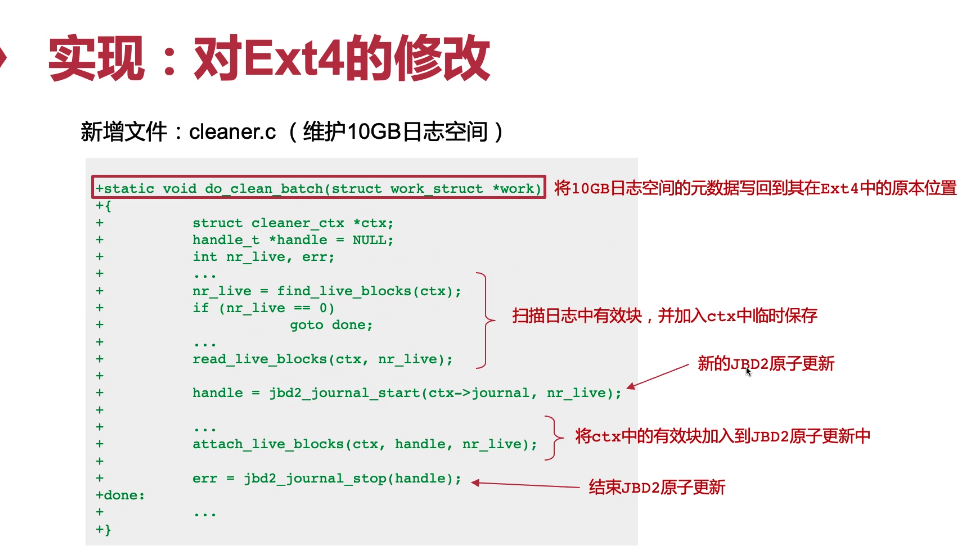 实现：对Ext4的修改
新增文件：cleaner.c （维护10GB日志空间）
+static void do_clean_batch(struct work_struct *work) 将10GB日志空间的元数据写回到其在Ext4中的原本位置
+{
+ struct cleaner_ctx *ctx;
+ handle_t *handle = NULL;
+ int nr_live, err;
+ ...
+ nr_live = find_live_blocks(ctx);
+ if (nr_live == 0)
扫描日志中有效块，并加入ctx中临时保存
+ goto done;
+ ...
+ read_live_blocks(ctx, nr_live);
新的JBD2原子更新
+
+ handle = jbd2_journal_start(ctx->journal, nr_live);
+
+ ...
将ctx中的有效块加入到JBD2原子更新中
+ attach_live_blocks(ctx, handle, nr_live);
+
+ err = jbd2_journal_stop(handle);
结束JBD2原子更新
+done:
+ ...
+}